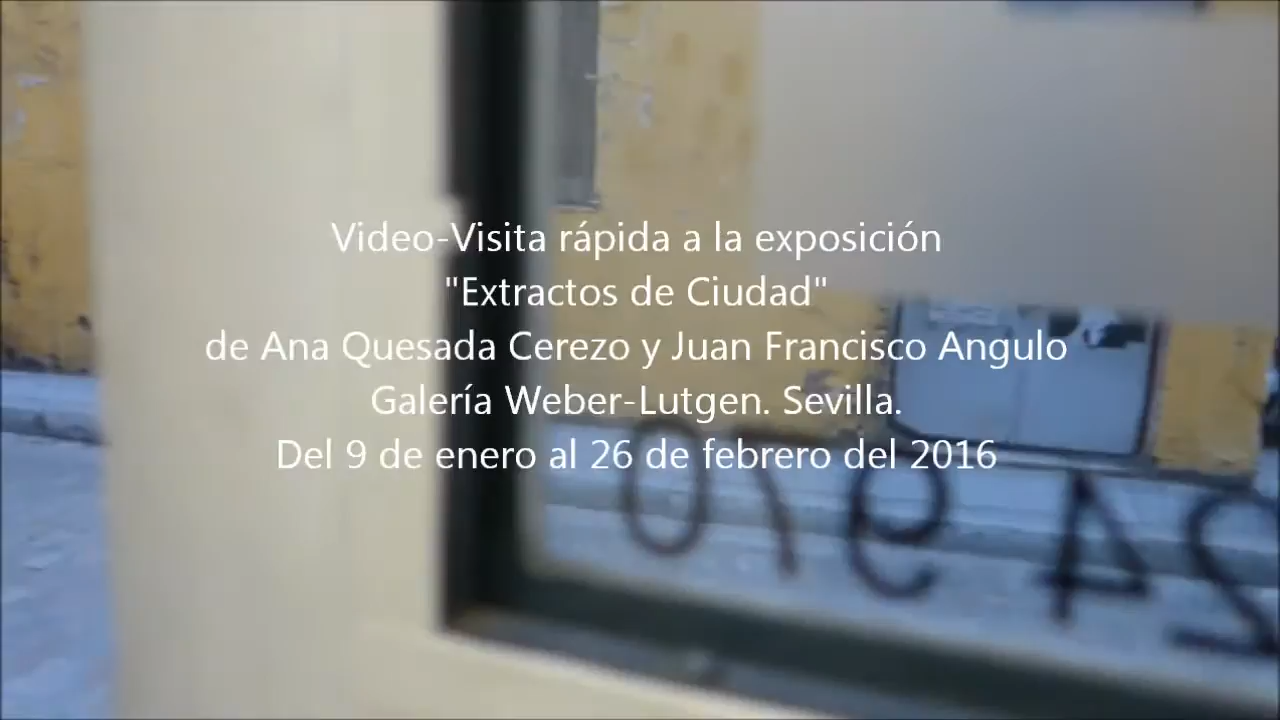 Video-Visita rápida a la exposición
"Extractos de Ciudad"
de Ana Quesada Cerezo y Juan Francisco Angulo
Galería Weber-Lutgen. Sevilla.
Del 9 de enero al 26 de febrero del 2016